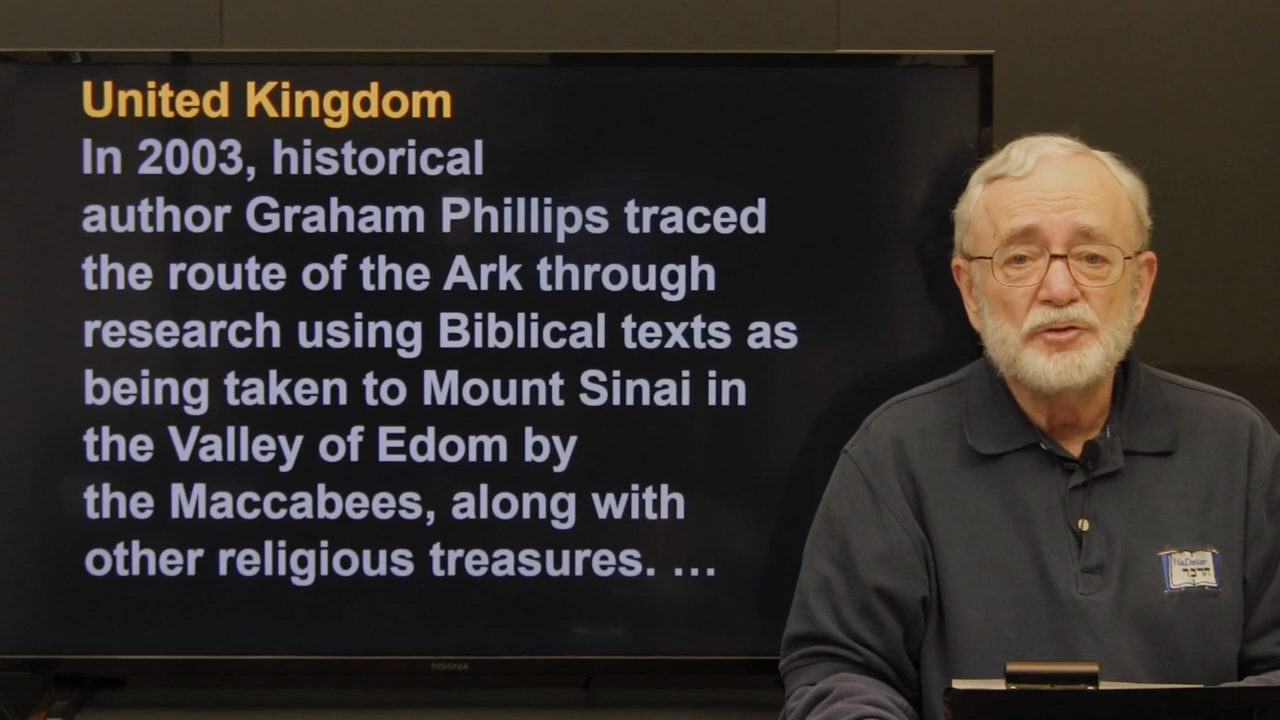 United Kingdom
In 2003, historical
author Graham Phillips traced
the route of the Ark through
research using Biblical texts as
being taken to Mount Sinai in
the Valley of Edom by
the Maccabees, along with
other religious treasures. …
INSIGNIA
HaDavar
הדבר